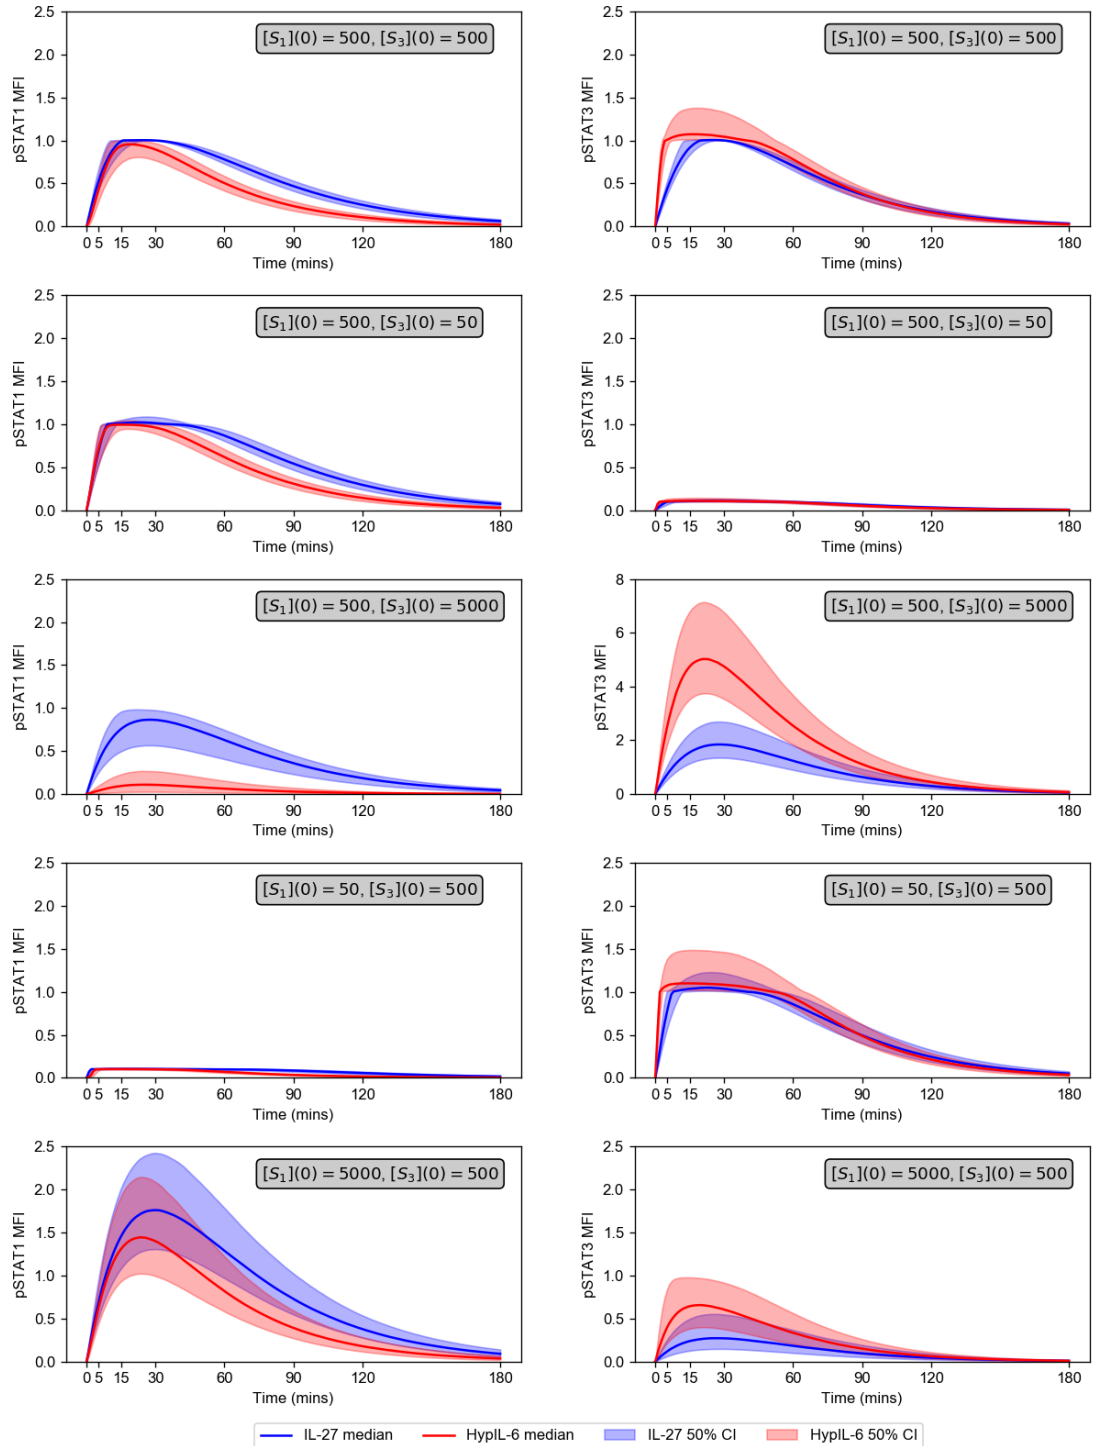 [S₁](0) = 500, [S₃](0) = 500
2.5
2.0
1.5
1.0
0.5
0.0
pSTAT1 MFI
0 5 15 30 60 90 120 180
Time (mins)
[S₁](0) = 500, [S₃](0) = 500
2.5
2.0
1.5
1.0
0.5
0.0
pSTAT3 MFI
0 5 15 30 60 90 120 180
Time (mins)
[S₁](0) = 500, [S₃](0) = 50
2.5
2.0
1.5
1.0
0.5
0.0
pSTAT1 MFI
0 5 15 30 60 90 120 180
Time (mins)
[S₁](0) = 500, [S₃](0) = 50
2.5
2.0
1.5
1.0
0.5
0.0
pSTAT3 MFI
0 5 15 30 60 90 120 180
Time (mins)
[S₁](0) = 500, [S₃](0) = 5000
2.5
2.0
1.5
1.0
0.5
0.0
pSTAT1 MFI
0 5 15 30 60 90 120 180
Time (mins)
[S₁](0) = 500, [S₃](0) = 5000
8
6
4
2
0
pSTAT3 MFI
0 5 15 30 60 90 120 180
Time (mins)
[S₁](0) = 50, [S₃](0) = 500
2.5
2.0
1.5
1.0
0.5
0.0
pSTAT1 MFI
0 5 15 30 60 90 120 180
Time (mins)
[S₁](0) = 50, [S₃](0) = 500
2.5
2.0
1.5
1.0
0.5
0.0
pSTAT3 MFI
0 5 15 30 60 90 120 180
Time (mins)
[S₁](0) = 5000, [S₃](0) = 500
2.5
2.0
1.5
1.0
0.5
0.0
pSTAT1 MFI
0 5 15 30 60 90 120 180
Time (mins)
[S₁](0) = 5000, [S₃](0) = 500
2.5
2.0
1.5
1.0
0.5
0.0
pSTAT3 MFI
0 5 15 30 60 90 120 180
Time (mins)
IL-27 median HypIL-6 median IL-27 50% CI HypIL-6 50% CI